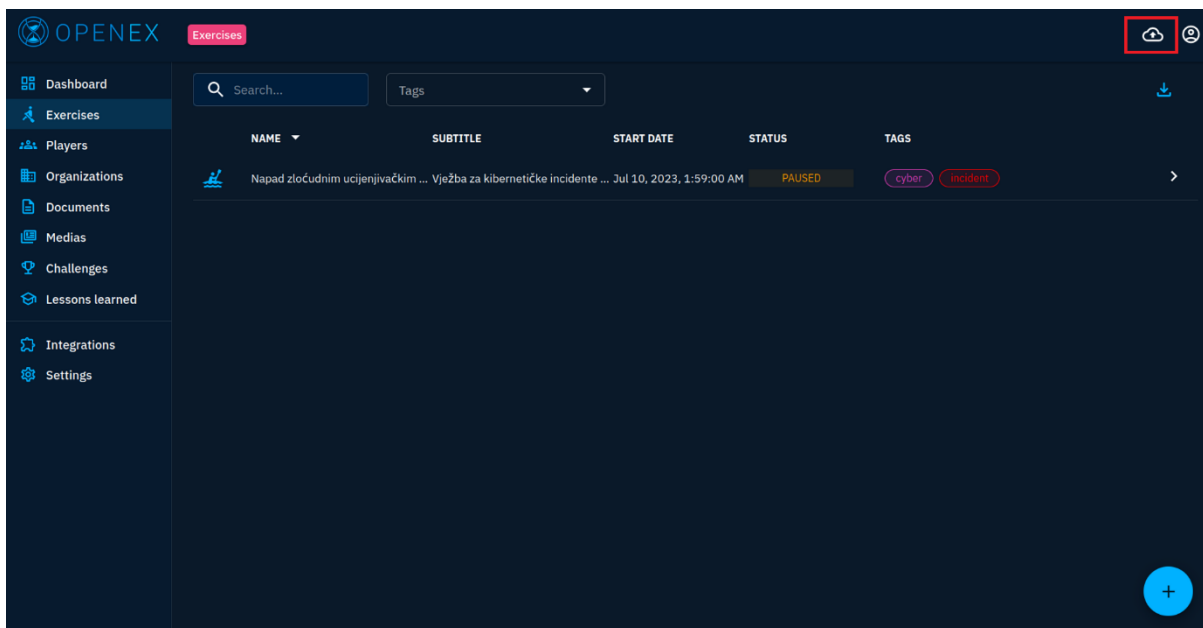 OPENEX
Exercises
Dashboard
Search...
Tags
Exercises
NAME SUBTITLE START DATE STATUS TAGS
Players
Organizations
Napad zloćudnim ucijenjivačkim ... Vježba za kibernetičke incidente ... Jul 10, 2023, 1:59:00 AM PAUSED cyber incident
Documents
Medias
Challenges
Lessons learned
Integrations
Settings